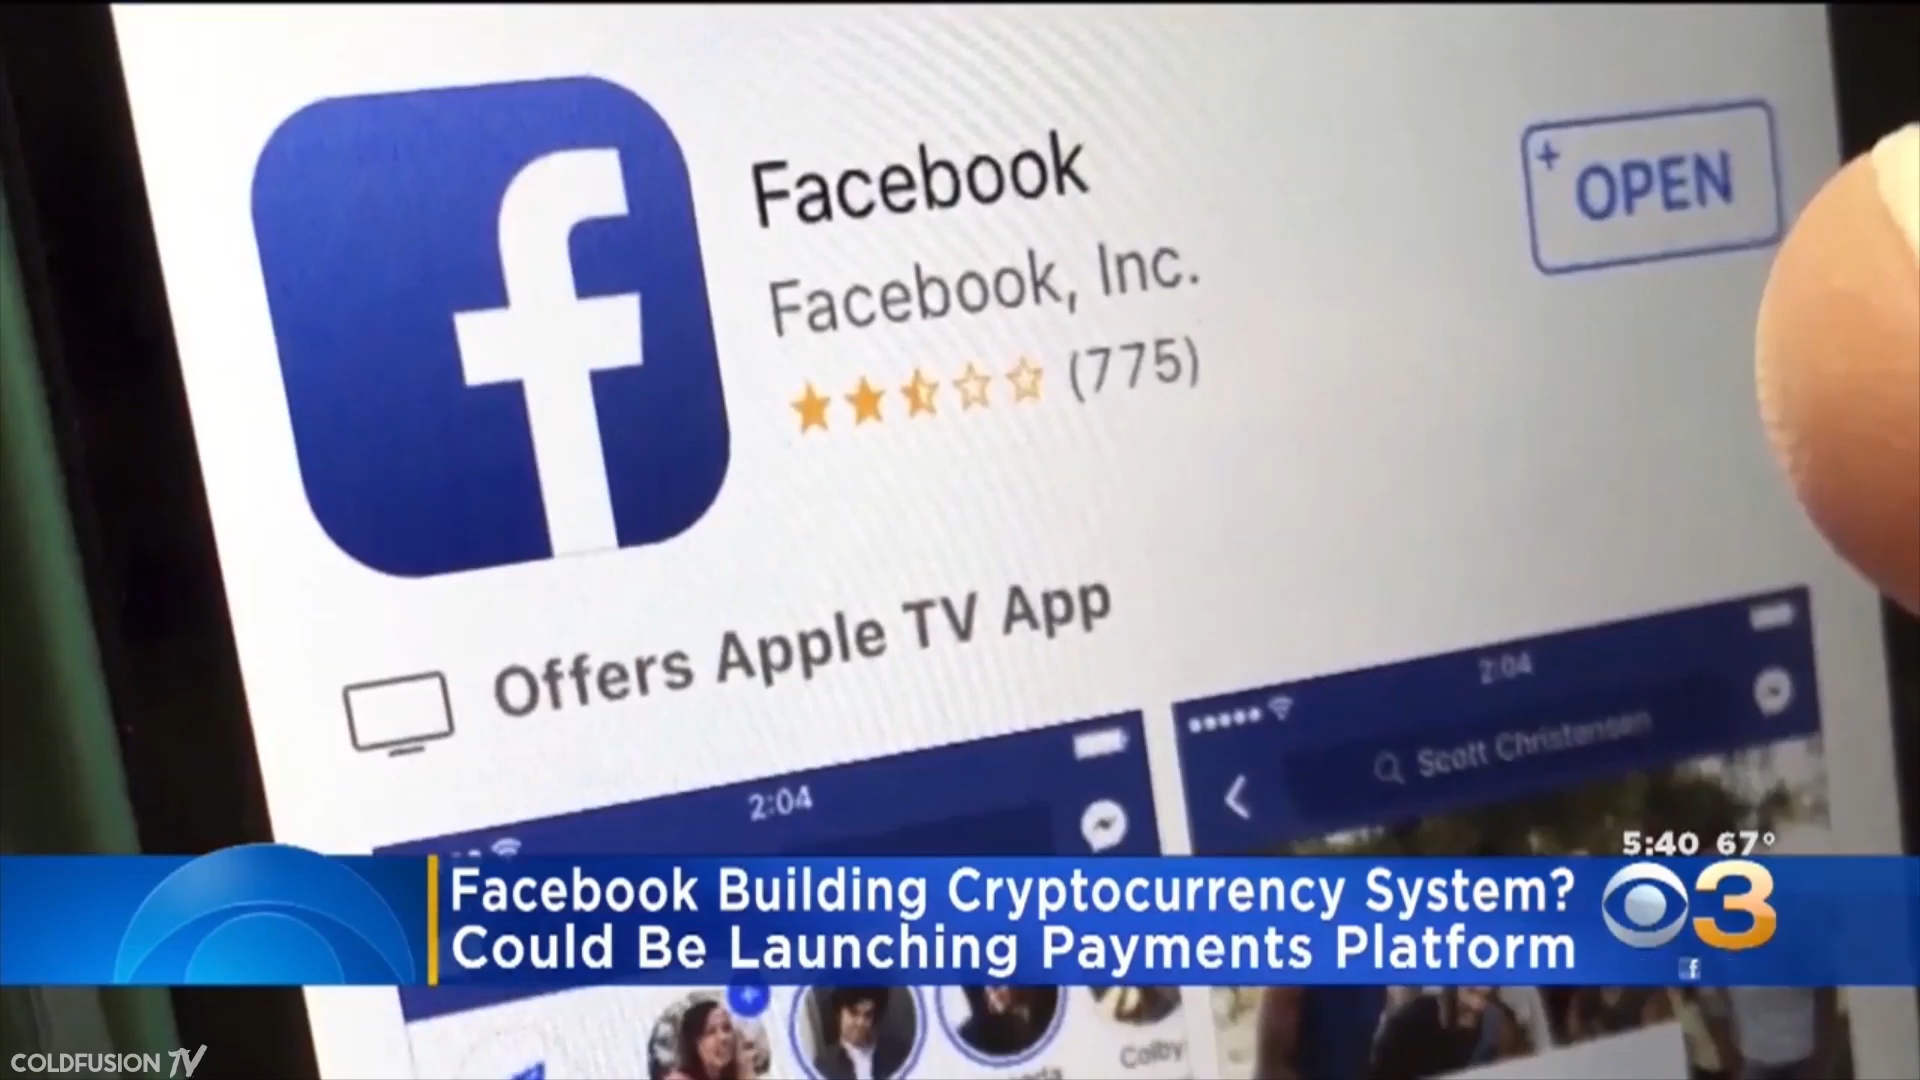 Facebook
OPEN
Facebook, Inc.
(775)
Offers Apple TV App
2:04
Scott Christensen
2:04
5:40 67°
Facebook Building Cryptocurrency System?
Could Be Launching Payments Platform
3
Colby
COLDFUSION TV